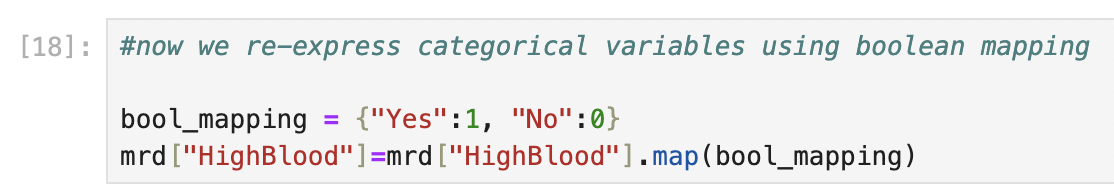 [18]: #now we re-express categorical variables using boolean mapping
bool_mapping = {"Yes":1, "No":0}
mrd["HighBlood"]=mrd["HighBlood"].map(bool_mapping)